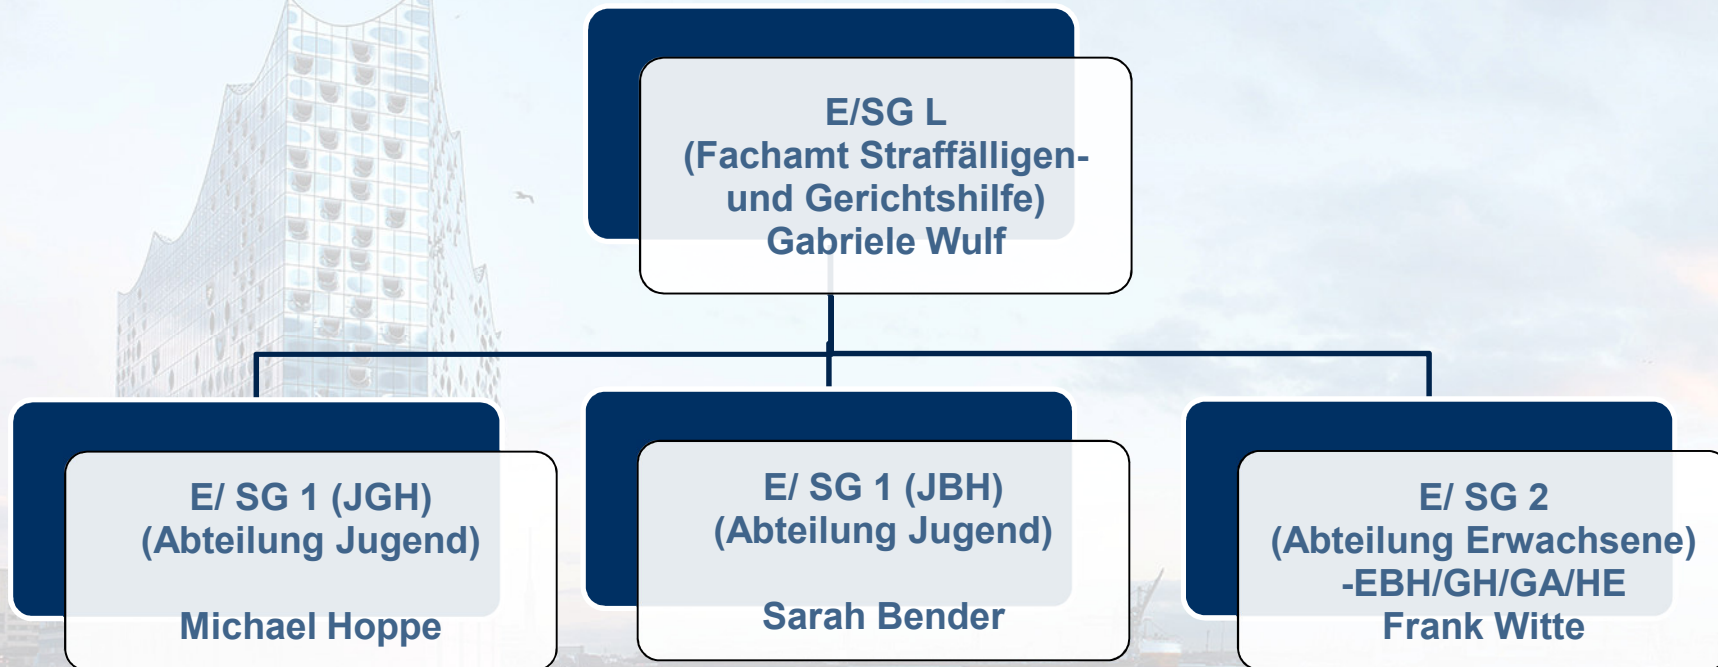 E/SG L
(Fachamt Straffälligen-
und Gerichtshilfe)
Gabriele Wulf
E/ SG 1 (JGH)
(Abteilung Jugend)
Michael Hoppe
E/ SG 1 (JBH)
(Abteilung Jugend)
Sarah Bender
E/ SG 2
(Abteilung Erwachsene)
-EBH/GH/GA/HE
Frank Witte